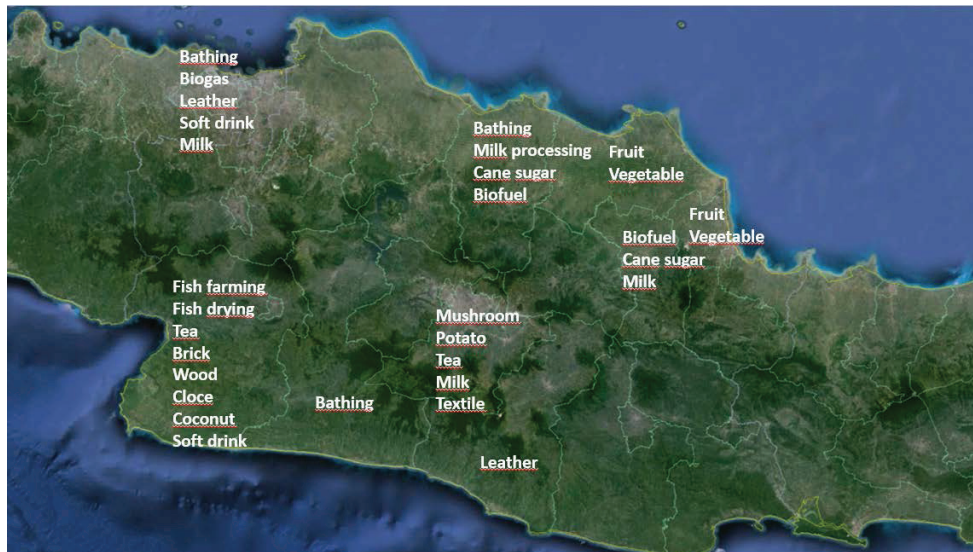 Bathing
Biogas
Leather
Soft drink
Milk
Bathing
Milk processing
Cane sugar
Biofuel
Fruit
Vegetable
Fruit
Vegetable
Biofuel
Cane sugar
Milk
Fish farming
Fish drying
Tea
Brick
Wood
Cloce
Coconut
Soft drink
Bathing
Mushroom
Potato
Tea
Milk
Textile
Leather